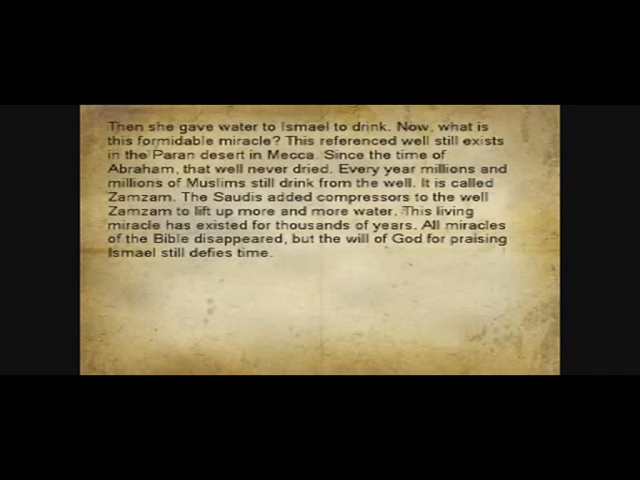 Then she gave water to Ismael to drink. Now, what is
this formidable miracle? This referenced well still exists
in the Paran desert in Mecca. Since the time of
Abraham, that well never dried. Every year millions and
millions of Muslims still drink from the well. It is called
Zamzam. The Saudis added compressors to the well
Zamzam to lift up more and more water. This living
miracle has existed for thousands of years. All miracles
of the Bible disappeared, but the will of God for praising
Ismael still defies time.